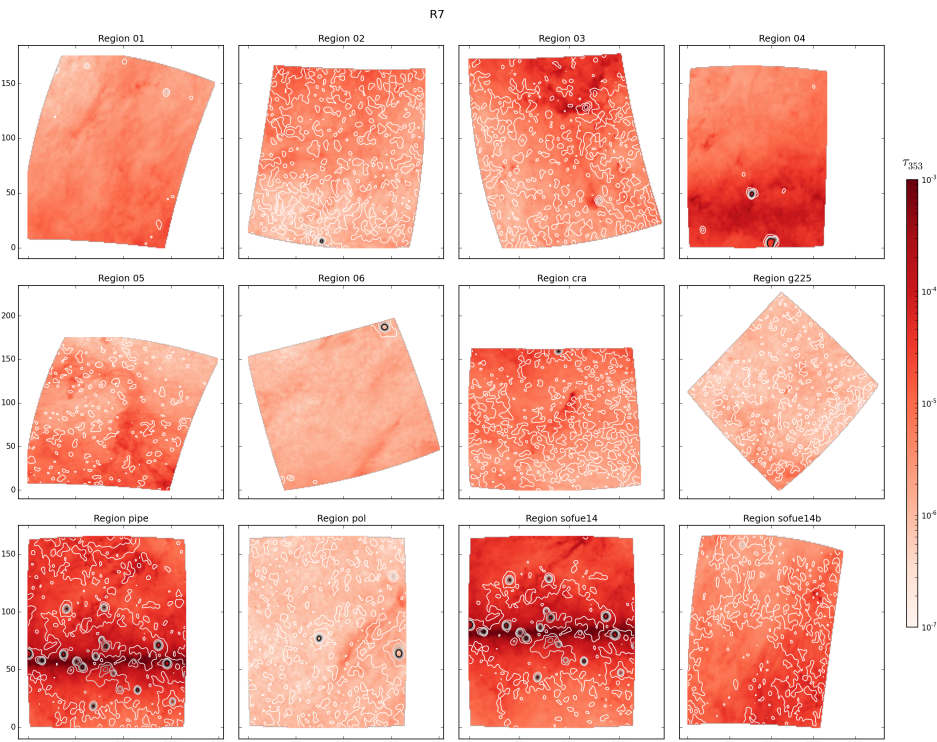 R7
Region 01
Region 02
Region 03
Region 04
150
100
50
0
τ353
10-3
10-4
10-5
10-6
10-7
Region 05
Region 06
Region cra
Region g225
200
150
100
50
0
Region pipe
Region pol
Region sofue14
Region sofue14b
150
100
50
0